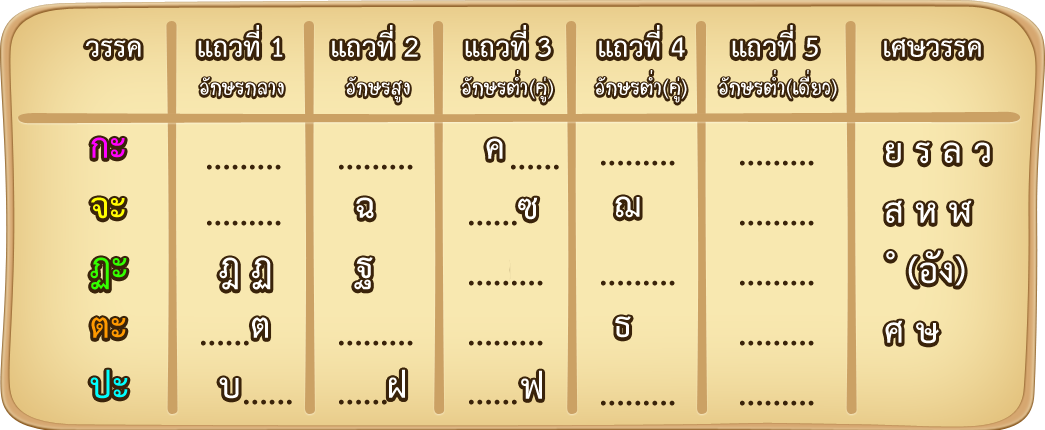 วรรค แถวที่ 1 แถวที่ 2 แถวที่ 3 แถวที่ 4 แถวที่ 5 เศษวรรค
อักษรกลาง อักษรสูง อักษรต่ำ(คู่) อักษรต่ำ(คู่) อักษรต่ำ(เดี่ยว)
กะ ......... ......... ค...... ......... ......... ย ร ล ว
จะ ......... ฉ ......ซ ฌ ......... ส ห ฬ
ฏะ ฎ ฏ ฐ ......... ......... ......... ํ (อัง)
ตะ ......ต ......... ......... ธ ......... ศ ษ
ปะ บ...... ......ฝ ......ฟ ......... .........